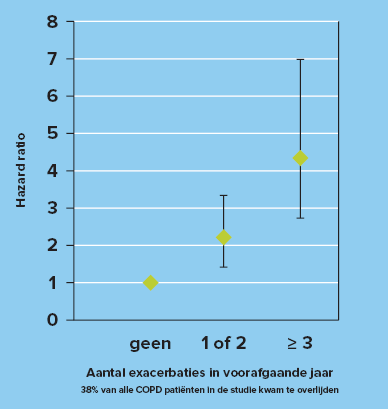 8
7
6
5
4
3
2
1
0
Hazard ratio
geen 1 of 2 ≥ 3
Aantal exacerbaties in voorafgaande jaar
38% van alle COPD patiënten in de studie kwam te overlijden